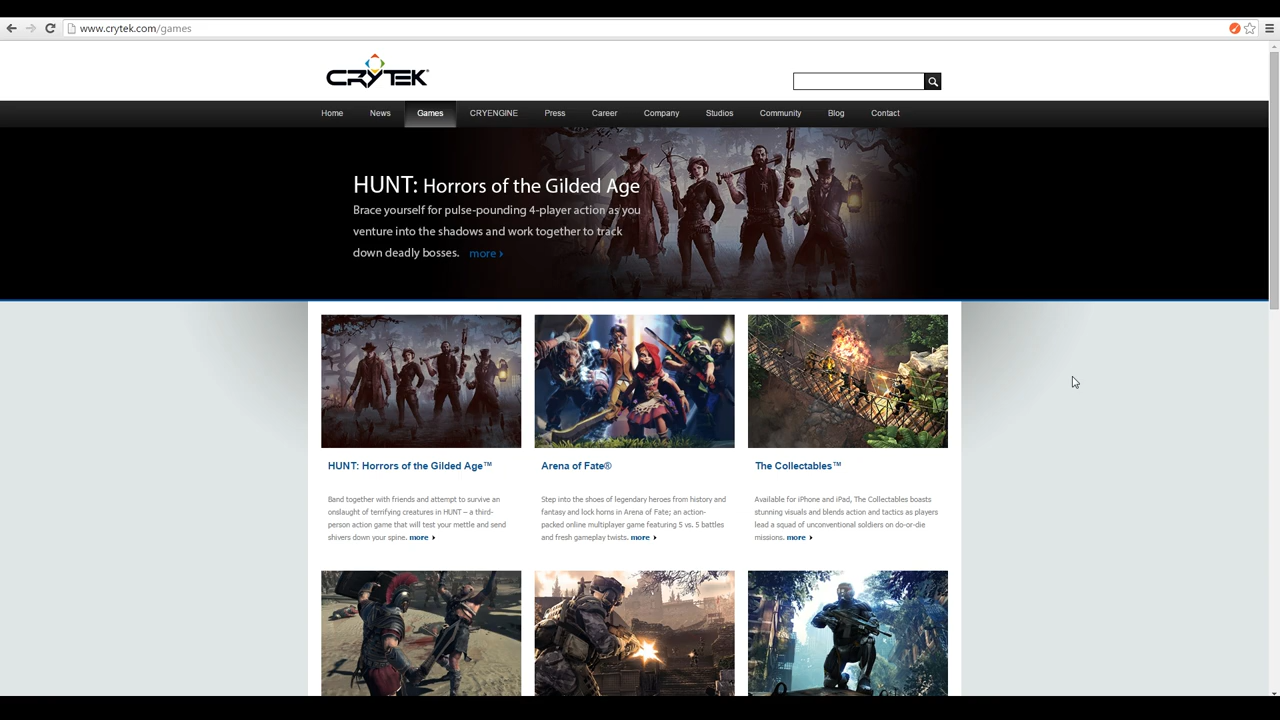 www.crytek.com/games
CRYTEK
Home News Games CRYENGINE Press Career Company Studios Community Blog Contact
HUNT: Horrors of the Gilded Age
Brace yourself for pulse-pounding 4-player action as you
venture into the shadows and work together to track
down deadly bosses. more ›
HUNT: Horrors of the Gilded Age™
Band together with friends and attempt to survive an
onslaught of terrifying creatures in HUNT – a third-
person action game that will test your mettle and send
shivers down your spine. more
Arena of Fate®
Step into the shoes of legendary heroes from history and
fantasy and lock horns in Arena of Fate; an action-
packed online multiplayer game featuring 5 vs. 5 battles
and fresh gameplay twists. more
The Collectables™
Available for iPhone and iPad, The Collectables boasts
stunning visuals and blends action and tactics as players
lead a squad of unconventional soldiers on do-or-die
missions. more